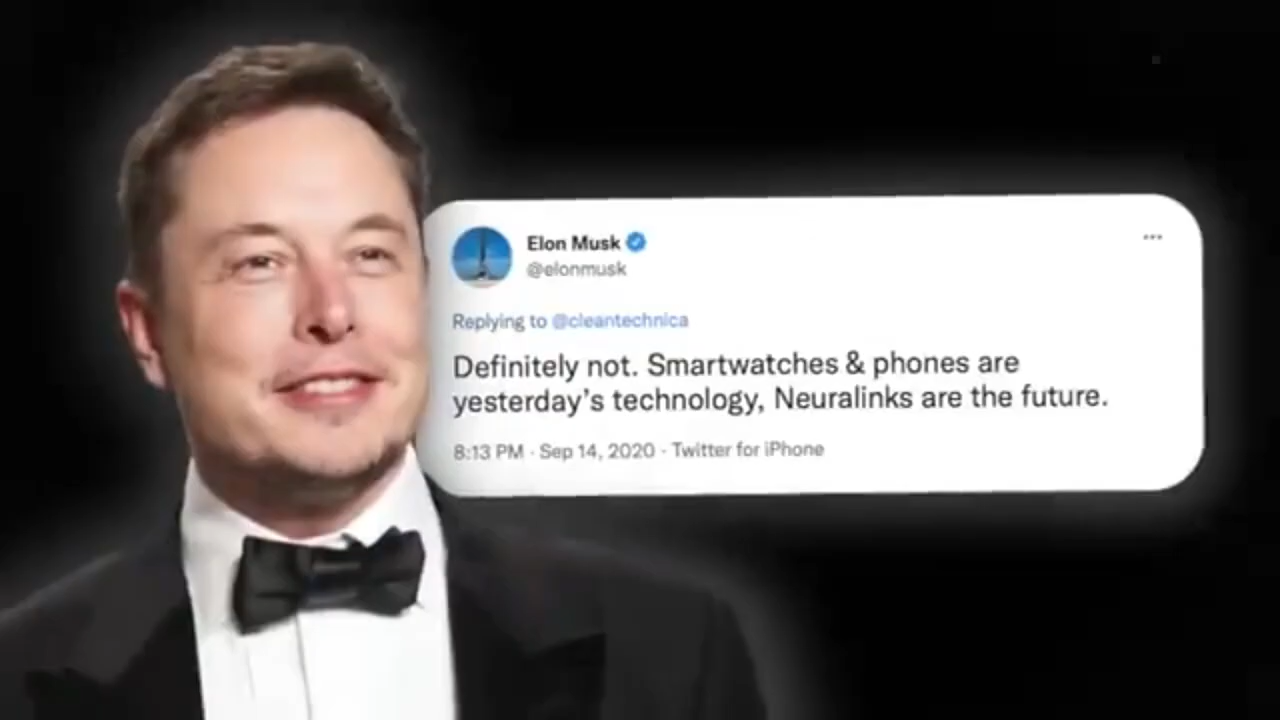 Elon Musk
@elonmusk
Replying to @cleantechnica
Definitely not. Smartwatches & phones are
yesterday's technology, Neuralinks are the future.
8:13 PM · Sep 14, 2020 · Twitter for iPhone